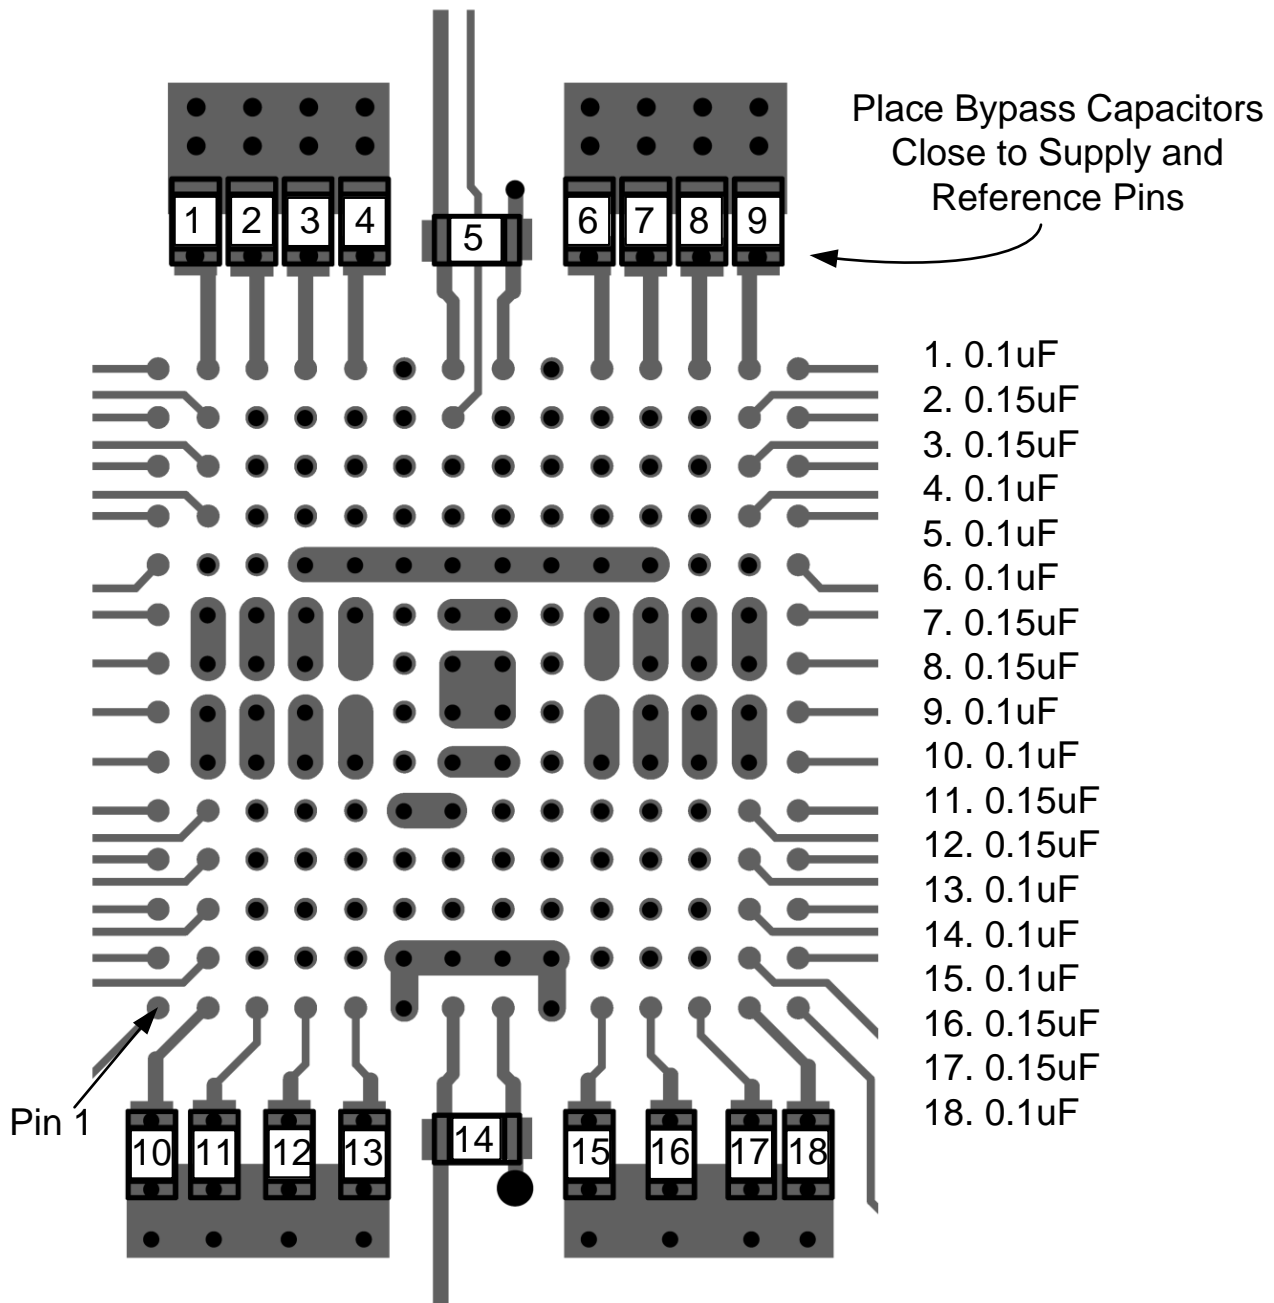 Place Bypass Capacitors
Close to Supply and
Reference Pins
1 2 3 4 5 6 7 8 9
1. 0.1uF
2. 0.15uF
3. 0.15uF
4. 0.1uF
5. 0.1uF
6. 0.1uF
7. 0.15uF
8. 0.15uF
9. 0.1uF
10. 0.1uF
11. 0.15uF
12. 0.15uF
13. 0.1uF
14. 0.1uF
15. 0.1uF
16. 0.15uF
17. 0.15uF
18. 0.1uF
Pin 1
10 11 12 13 14 15 16 17 18